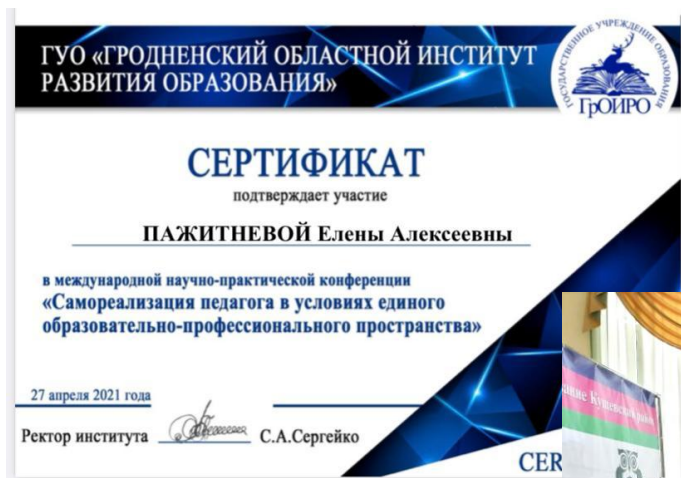 ГУО «ГРОДНЕНСКИЙ ОБЛАСТНОЙ ИНСТИТУТ
РАЗВИТИЯ ОБРАЗОВАНИЯ»
ГОСУДАРСТВЕННОЕ УЧРЕЖДЕНИЕ ОБРАЗОВАНИЯ
ГрОИРО
СЕРТИФИКАТ
подтверждает участие
ПАЖИТНЕВОЙ Елены Алексеевны
в международной научно-практической конференции
«Самореализация педагога в условиях единого
образовательно-профессионального пространства»
27 апреля 2021 года
Ректор института С.А.Сергейко
CER